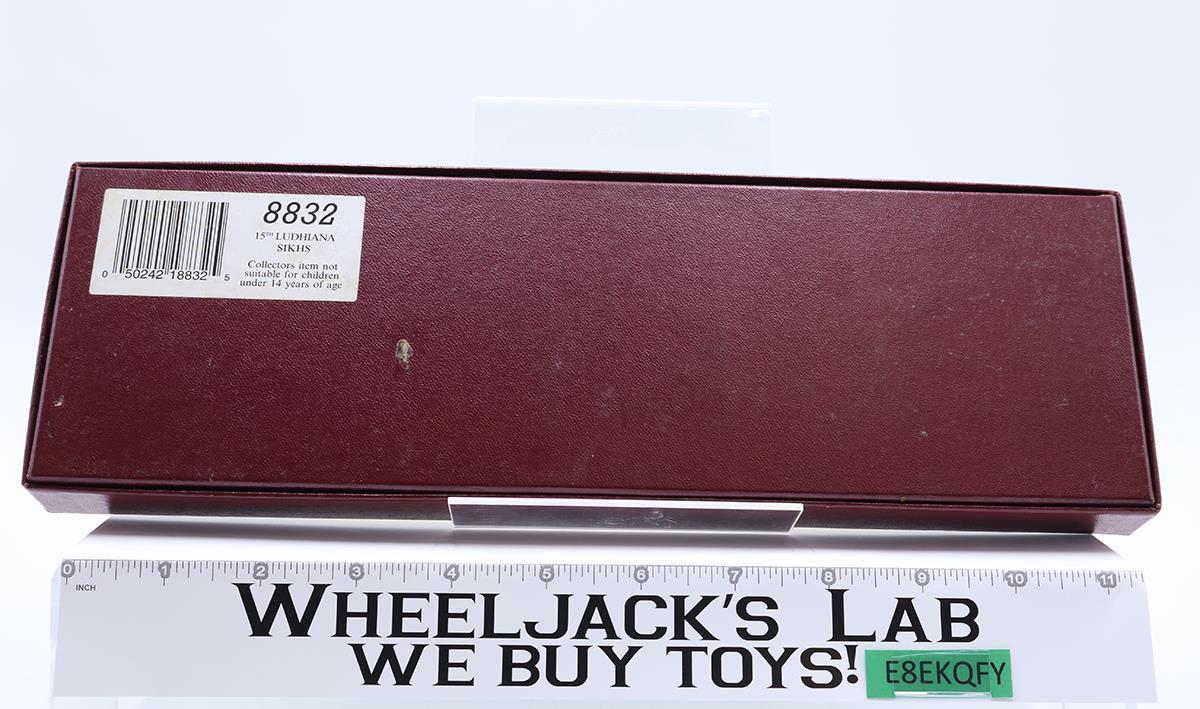 8832
15TH LUDHIANA
SIKHS
Collectors item not
suitable for children
under 14 years of age
0 50242 18832 5
0 1 2 3 4 5 6 7 8 9 10 11
INCH
WHEELJACK'S LAB
WE BUY TOYS!
E8EKQFY